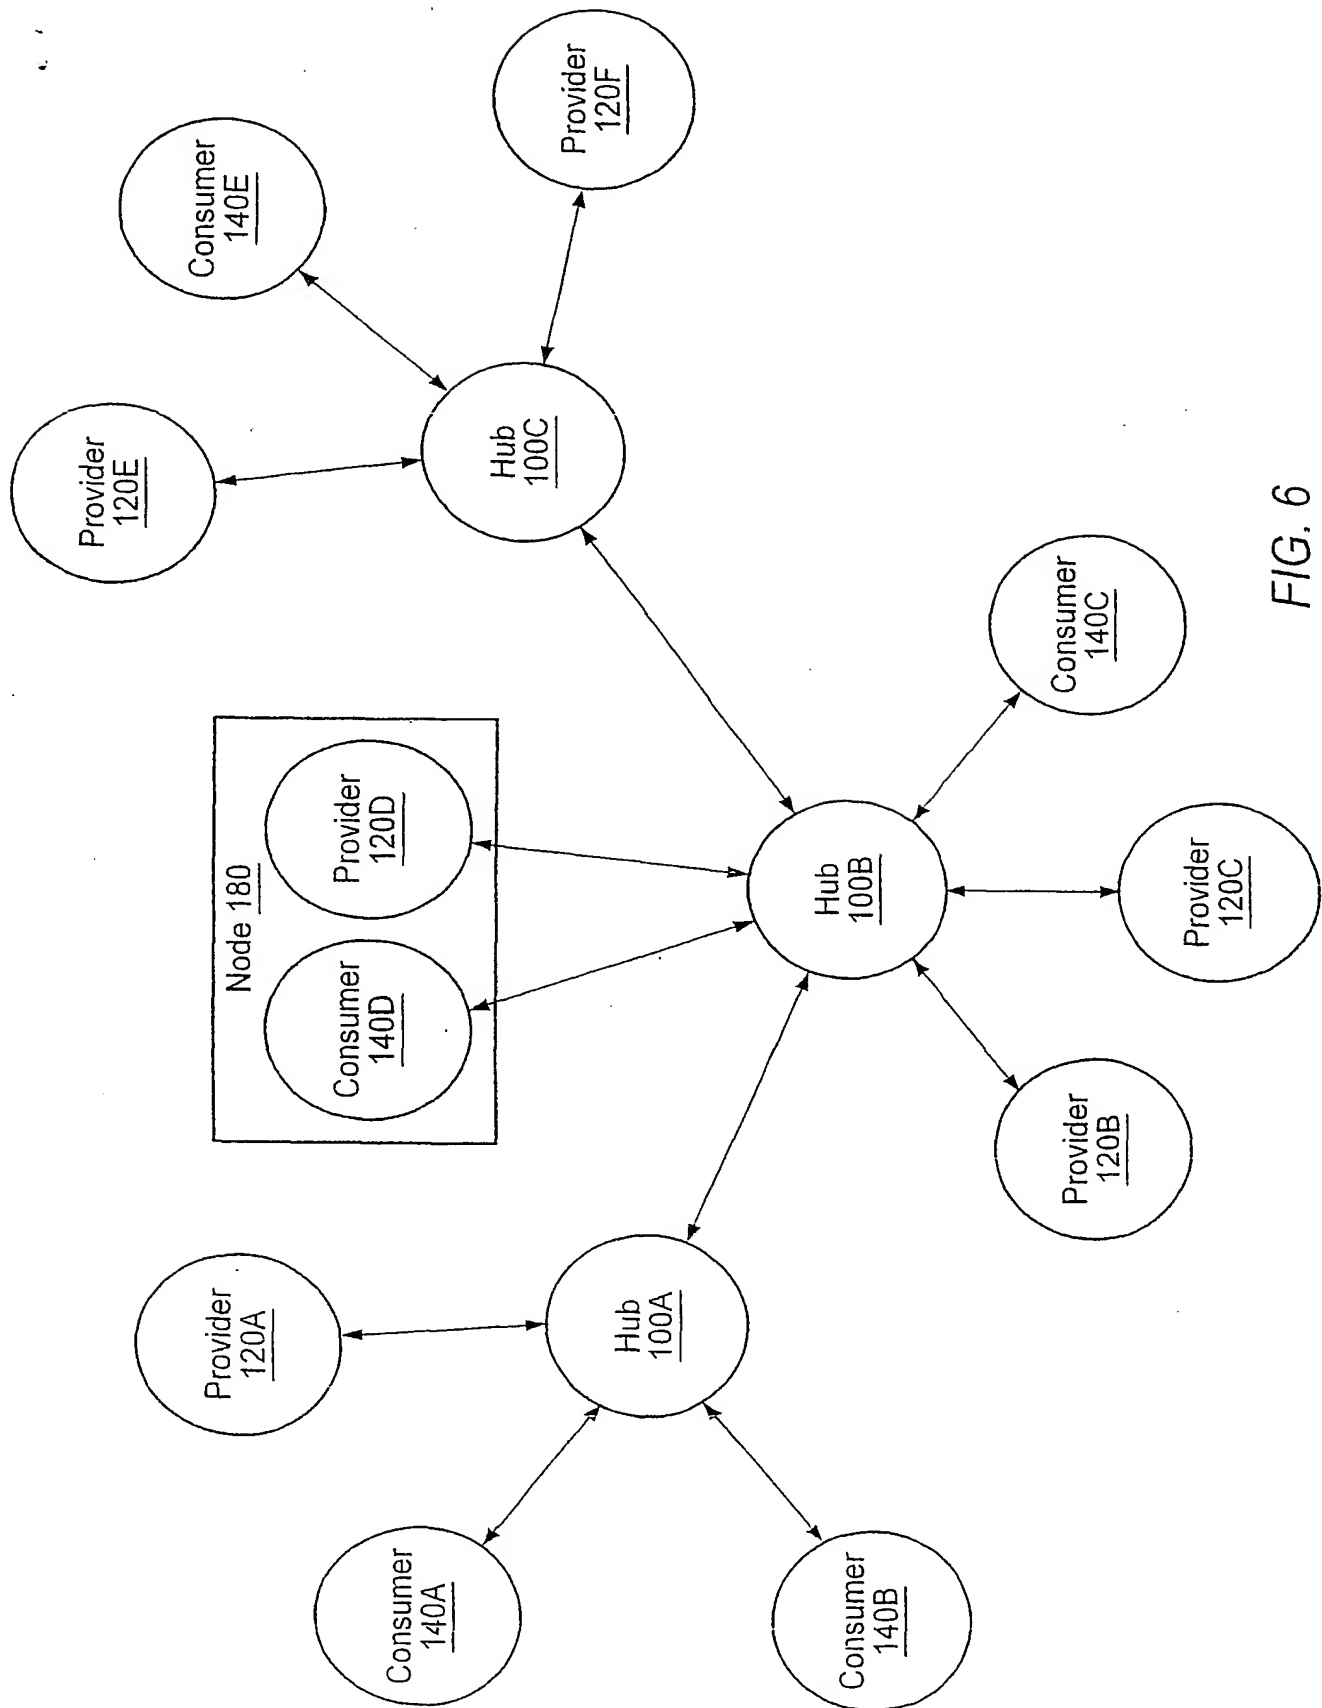 Provider
120A
Consumer
140A
Hub
100A
Consumer
140B
Node 180
Consumer
140D
Provider
120D
Hub
100B
Provider
120B
Provider
120C
Consumer
140C
Provider
120E
Consumer
140E
Hub
100C
Provider
120F
FIG. 6